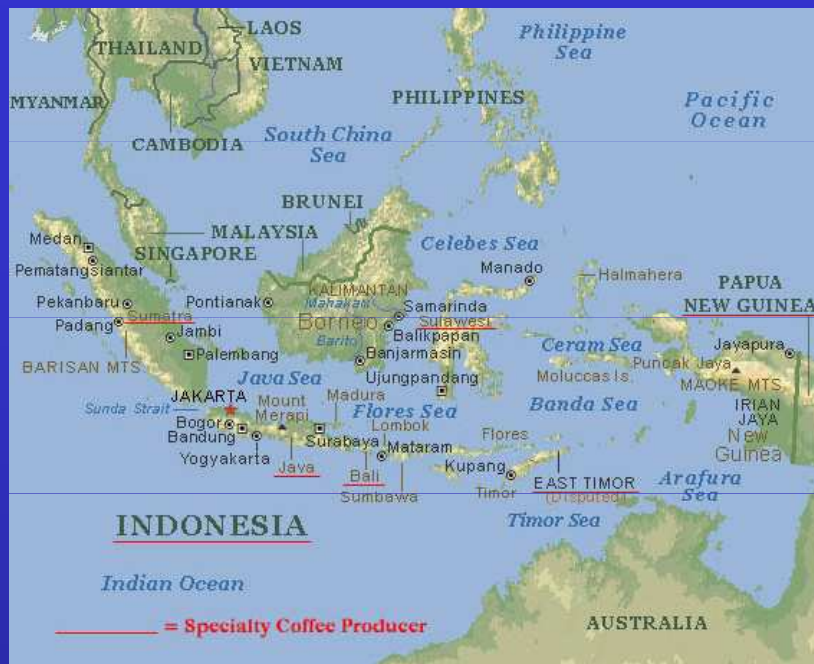 LAOS
THAILAND
VIETNAM
MYANMAR
CAMBODIA
South China
Sea
PHILIPPINES
Philippine
Sea
Pacific
Ocean
BRUNEI
MALAYSIA
SINGAPORE
Celebes Sea
Medan
Pematangsiantar
Pekanbaru
Sumatra
Padang
Jambi
BARISAN MTS.
Palembang
Pontianak
KALIMANTAN
Mahakam
Samarinda
Borneo
Balikpapan
Barito
Banjarmasin
Manado
Halmahera
Sulawesi
Ujungpandang
Ceram Sea
Moluccas Is.
PAPUA
NEW GUINEA
Jayapura
Puncak Jaya
MAOKE MTS.
IRIAN
JAYA
New
Guinea
Java Sea
JAKARTA
Sunda Strait
Mount
Merapi
Madura
Bogor
Bandung
Yogyakarta
Surabaya
Java
Bali
Lombok
Mataram
Sumbawa
Flores Sea
Banda Sea
Flores
Kupang
Timor
EAST TIMOR
(Disputed)
Arafura
Sea
Timor Sea
INDONESIA
Indian Ocean
AUSTRALIA
= Specialty Coffee Producer